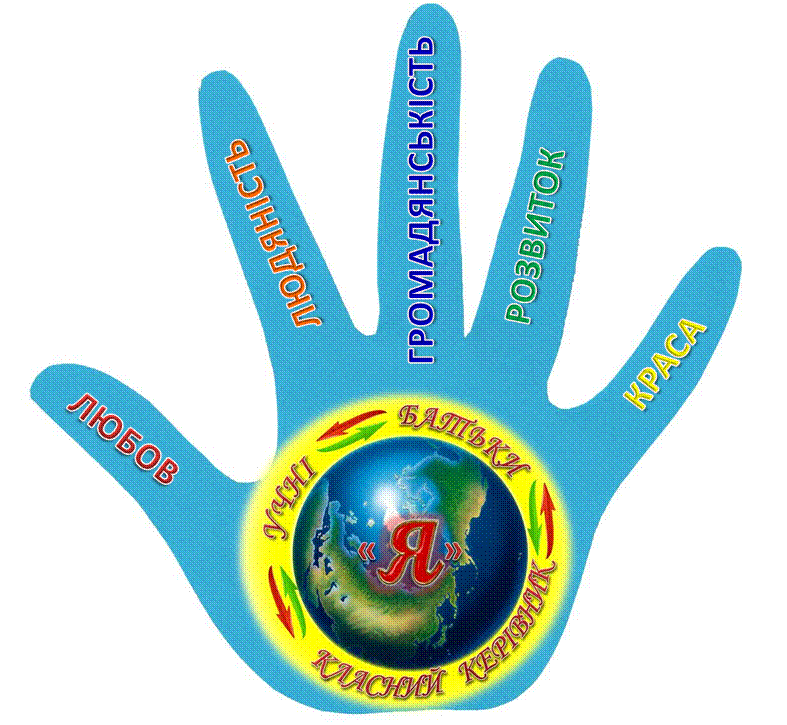 ЛЮБОВ
ЛЮДЯНІСТЬ
ГРОМАДЯНСЬКІСТЬ
РОЗВИТОК
КРАСА
УЧНІ
БАТЬКИ
КЛАСНИЙ КЕРІВНИК
«Я»